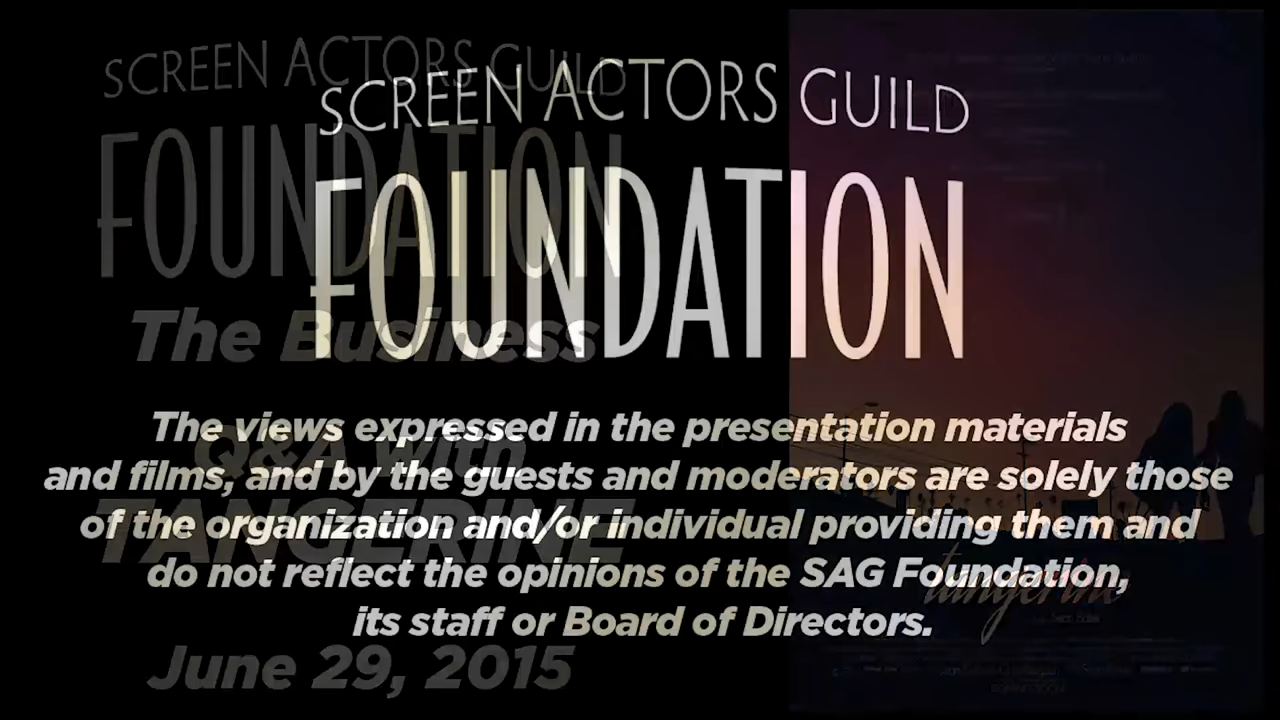 SCREEN ACTORS GUILD
FOUNDATION
The Business
Q&A with
TANGERINE
June 29, 2015
SCREEN ACTORS GUILD
FOUNDATION
The views expressed in the presentation materials
and films, and by the guests and moderators are solely those
of the organization and/or individual providing them and
do not reflect the opinions of the SAG Foundation,
its staff or Board of Directors.
tangerine